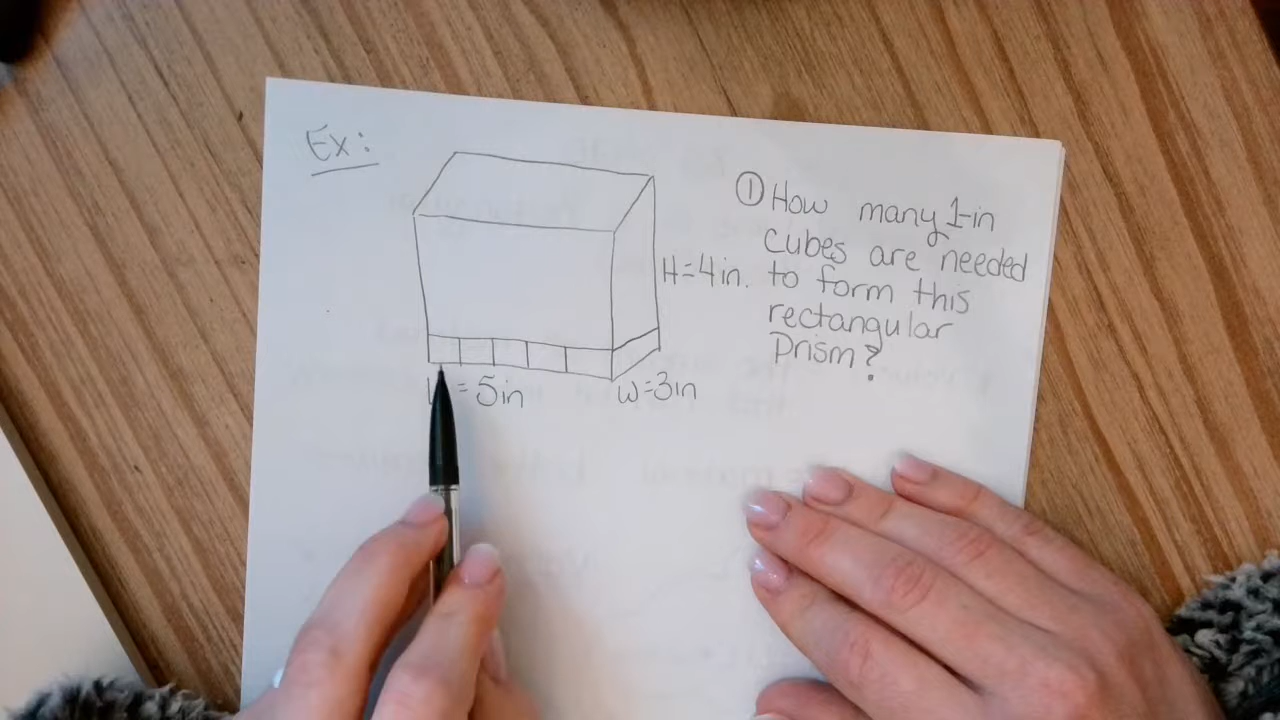 Ex:
① How many 1-in
cubes are needed
to form this
rectangular
Prism?
H=4in.
= 5in
w=3in